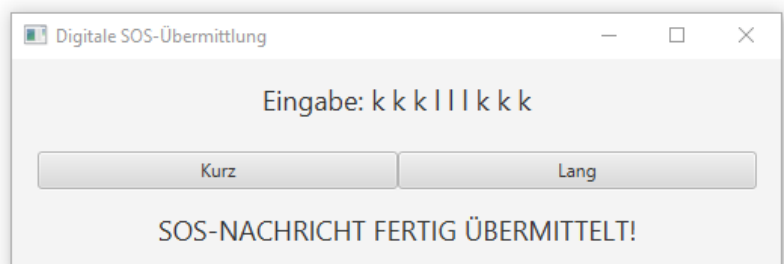 Digitale SOS-Übermittlung
Eingabe: k k k l l l k k k
Kurz Lang
SOS-NACHRICHT FERTIG ÜBERMITTELT!